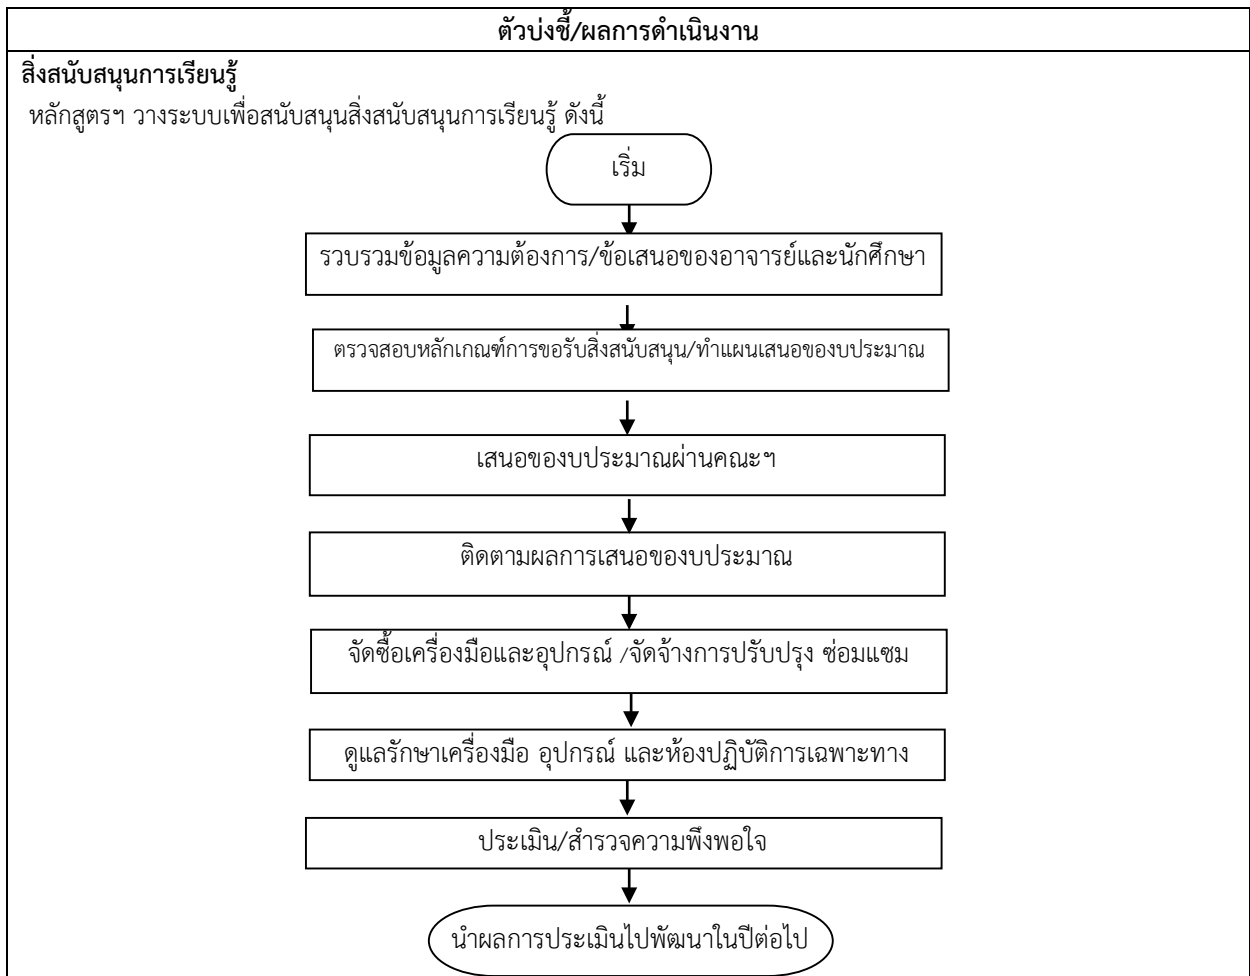 ตัวบ่งชี้/ผลการดำเนินงาน
สิ่งสนับสนุนการเรียนรู้
หลักสูตรฯ วางระบบเพื่อสนับสนุนสิ่งสนับสนุนการเรียนรู้ ดังนี้
เริ่ม
รวบรวมข้อมูลความต้องการ/ข้อเสนอของอาจารย์และนักศึกษา
ตรวจสอบหลักเกณฑ์การขอรับสิ่งสนับสนุน/ทำแผนเสนอของบประมาณ
เสนอของบประมาณผ่านคณะฯ
ติดตามผลการเสนอของบประมาณ
จัดซื้อเครื่องมือและอุปกรณ์ /จัดจ้างการปรับปรุง ซ่อมแซม
ดูแลรักษาเครื่องมือ อุปกรณ์ และห้องปฏิบัติการเฉพาะทาง
ประเมิน/สำรวจความพึงพอใจ
นำผลการประเมินไปพัฒนาในปีต่อไป